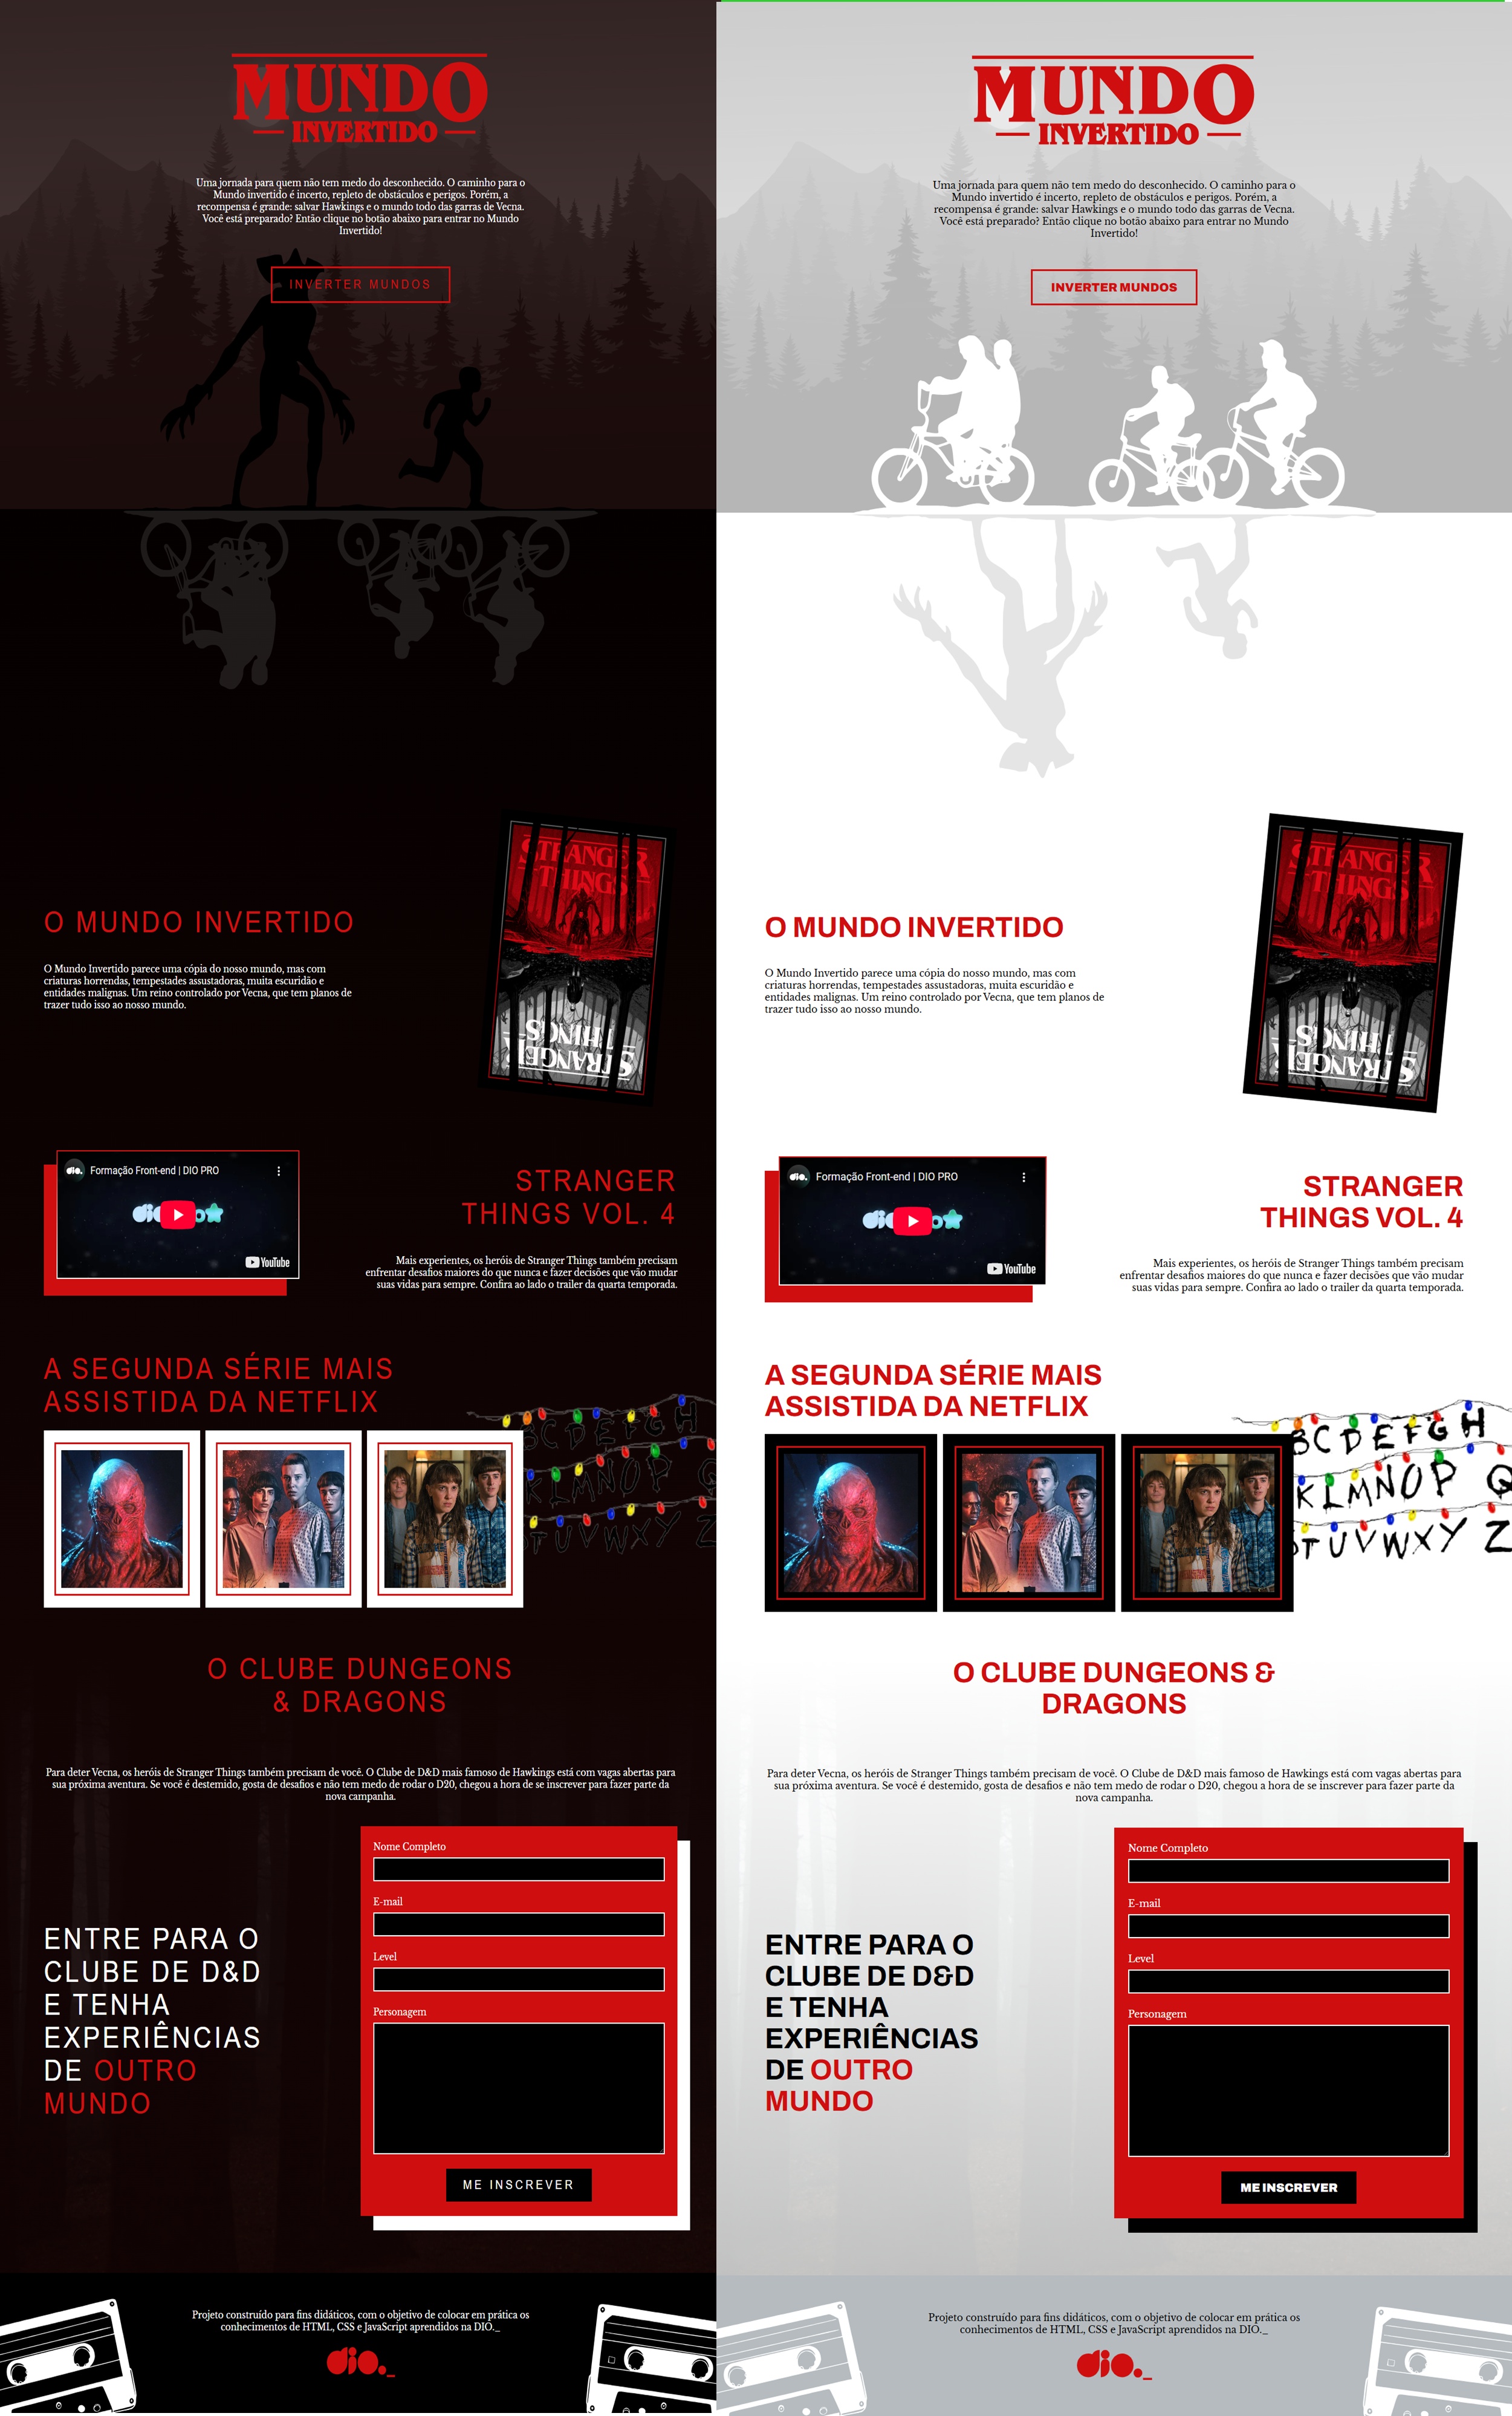 MUNDO
INVERTIDO
Uma jornada para quem não tem medo do desconhecido. O caminho para o
Mundo invertido é incerto, repleto de obstáculos e perigos. Porém, a
recompensa é grande: salvar Hawkings e o mundo todo das garras de Vecna.
Você está preparado? Então clique no botão abaixo para entrar no Mundo
Invertido!
INVERTER MUNDOS
O MUNDO INVERTIDO
O Mundo Invertido parece uma cópia do nosso mundo, mas com
criaturas horrendas, tempestades assustadoras, muita escuridão e
entidades malignas. Um reino controlado por Vecna, que tem planos de
trazer tudo isso ao nosso mundo.
STRANGER
THINGS
THINGS
STRANGER
dio.
Formação Front-end | DIO PRO
YouTube
STRANGER
THINGS VOL. 4
Mais experientes, os heróis de Stranger Things também precisam
enfrentar desafios maiores do que nunca e fazer decisões que vão mudar
suas vidas para sempre. Confira ao lado o trailer da quarta temporada.
A SEGUNDA SÉRIE MAIS
ASSISTIDA DA NETFLIX
BCDEFGH
KLMNOP Q
TUVWXY Z
O CLUBE DUNGEONS
& DRAGONS
Para deter Vecna, os heróis de Stranger Things também precisam de você. O Clube de D&D mais famoso de Hawkings está com vagas abertas para
sua próxima aventura. Se você é destemido, gosta de desafios e não tem medo de rodar o D20, chegou a hora de se inscrever para fazer parte da
nova campanha.
ENTRE PARA O
CLUBE DE D&D
E TENHA
EXPERIÊNCIAS
DE OUTRO
MUNDO
Nome Completo
E-mail
Level
Personagem
ME INSCREVER
Projeto construído para fins didáticos, com o objetivo de colocar em prática os
conhecimentos de HTML, CSS e JavaScript aprendidos na DIO._
dio._
MUNDO
INVERTIDO
Uma jornada para quem não tem medo do desconhecido. O caminho para o
Mundo invertido é incerto, repleto de obstáculos e perigos. Porém, a
recompensa é grande: salvar Hawkings e o mundo todo das garras de Vecna.
Você está preparado? Então clique no botão abaixo para entrar no Mundo
Invertido!
INVERTER MUNDOS
O MUNDO INVERTIDO
O Mundo Invertido parece uma cópia do nosso mundo, mas com
criaturas horrendas, tempestades assustadoras, muita escuridão e
entidades malignas. Um reino controlado por Vecna, que tem planos de
trazer tudo isso ao nosso mundo.
STRANGER
THINGS
THINGS
STRANGER
dio.
Formação Front-end | DIO PRO
YouTube
STRANGER
THINGS VOL. 4
Mais experientes, os heróis de Stranger Things também precisam
enfrentar desafios maiores do que nunca e fazer decisões que vão mudar
suas vidas para sempre. Confira ao lado o trailer da quarta temporada.
A SEGUNDA SÉRIE MAIS
ASSISTIDA DA NETFLIX
BCDEFGH
KLMNOP Q
TUVWXY Z
O CLUBE DUNGEONS &
DRAGONS
Para deter Vecna, os heróis de Stranger Things também precisam de você. O Clube de D&D mais famoso de Hawkings está com vagas abertas para
sua próxima aventura. Se você é destemido, gosta de desafios e não tem medo de rodar o D20, chegou a hora de se inscrever para fazer parte da
nova campanha.
ENTRE PARA O
CLUBE DE D&D
E TENHA
EXPERIÊNCIAS
DE OUTRO
MUNDO
Nome Completo
E-mail
Level
Personagem
ME INSCREVER
Projeto construído para fins didáticos, com o objetivo de colocar em prática os
conhecimentos de HTML, CSS e JavaScript aprendidos na DIO._
dio._